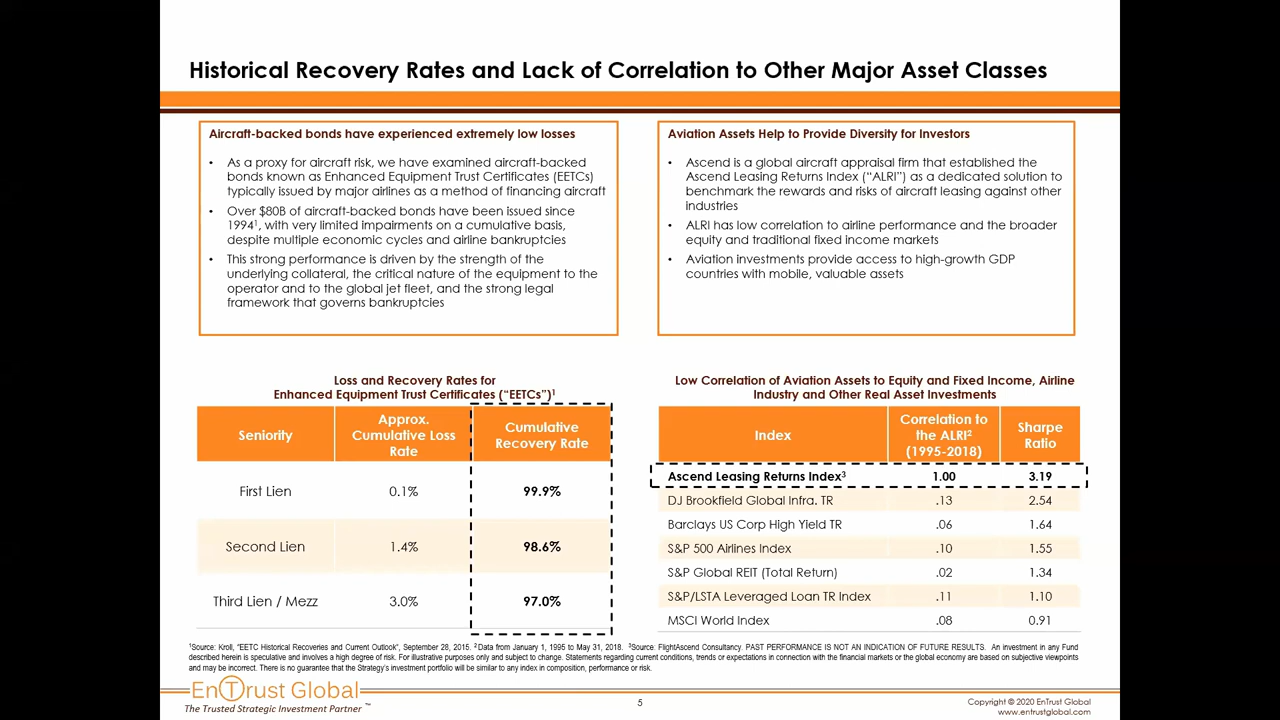 Historical Recovery Rates and Lack of Correlation to Other Major Asset Classes
Aircraft-backed bonds have experienced extremely low losses
• As a proxy for aircraft risk, we have examined aircraft-backed
bonds known as Enhanced Equipment Trust Certificates (EETCs)
typically issued by major airlines as a method of financing aircraft
• Over $80B of aircraft-backed bonds have been issued since
1994¹, with very limited impairments on a cumulative basis,
despite multiple economic cycles and airline bankruptcies
• This strong performance is driven by the strength of the
underlying collateral, the critical nature of the equipment to the
operator and to the global jet fleet, and the strong legal
framework that governs bankruptcies
Aviation Assets Help to Provide Diversity for Investors
• Ascend is a global aircraft appraisal firm that established the
Ascend Leasing Returns Index ("ALRI") as a dedicated solution to
benchmark the rewards and risks of aircraft leasing against other
industries
• ALRI has low correlation to airline performance and the broader
equity and traditional fixed income markets
• Aviation investments provide access to high-growth GDP
countries with mobile, valuable assets
Loss and Recovery Rates for
Enhanced Equipment Trust Certificates ("EETCs")¹
Seniority
Approx.
Cumulative Loss
Rate
Cumulative
Recovery Rate
First Lien 0.1% 99.9%
Second Lien 1.4% 98.6%
Third Lien / Mezz 3.0% 97.0%
Low Correlation of Aviation Assets to Equity and Fixed Income, Airline
Industry and Other Real Asset Investments
Index
Correlation to
the ALRI²
(1995-2018)
Sharpe
Ratio
Ascend Leasing Returns Index³ 1.00 3.19
DJ Brookfield Global Infra. TR .13 2.54
Barclays US Corp High Yield TR .06 1.64
S&P 500 Airlines Index .10 1.55
S&P Global REIT (Total Return) .02 1.34
S&P/LSTA Leveraged Loan TR Index .11 1.10
MSCI World Index .08 0.91
¹Source: Kroll, "EETC Historical Recoveries and Current Outlook", September 28, 2015. ²Data from January 1, 1995 to May 31, 2018. ³Source: FlightAscend Consultancy. PAST PERFORMANCE IS NOT AN INDICATION OF FUTURE RESULTS. An investment in any Fund
described herein is speculative and involves a high degree of risk. For illustrative purposes only and subject to change. Statements regarding current conditions, trends or expectations in connection with the financial markets or the global economy are based on subjective viewpoints
and may be incorrect. There is no guarantee that the Strategy's investment portfolio will be similar to any index in composition, performance or risk.
EnTrust Global
The Trusted Strategic Investment Partner ™
5
Copyright © 2020 EnTrust Global
www.entrustglobal.com